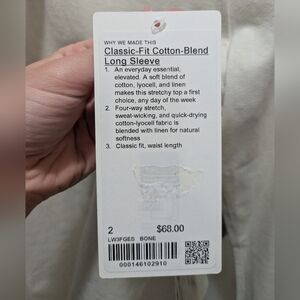 WHY WE MADE THIS
Classic-Fit Cotton-Blend
Long Sleeve
1. An everyday essential,
elevated. A soft blend of
cotton, lyocell, and linen
makes this stretchy top a first
choice, any day of the week
2. Four-way stretch,
sweat-wicking, and quick-drying
cotton-lyocell fabric is
blended with linen for natural
softness
3. Classic fit, waist length
2 $68.00
LW3FGES BONE
000146102910